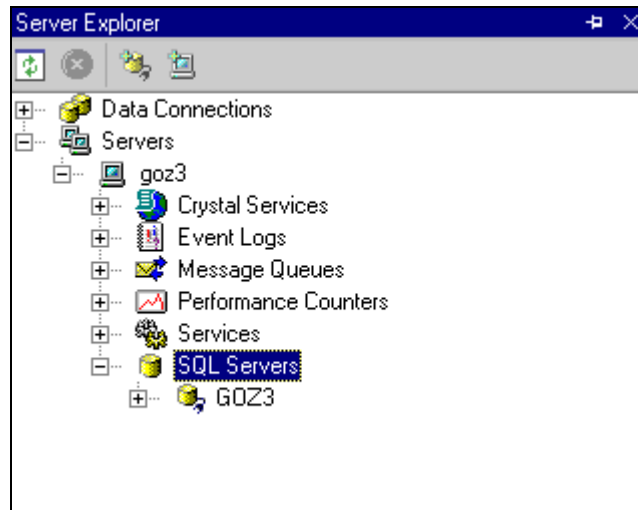 Server Explorer
Data Connections
Servers
goz3
Crystal Services
Event Logs
Message Queues
Performance Counters
Services
SQL Servers
GOZ3